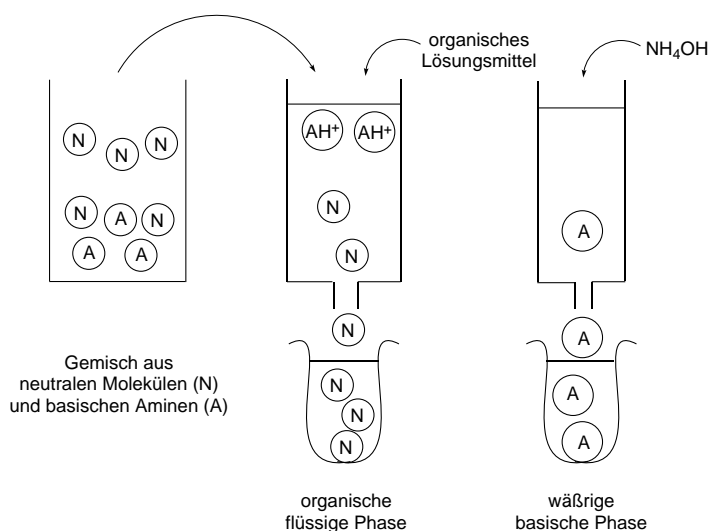 organisches
Lösungsmittel
NH4OH
AH+ AH+
N N N
N A N
A A
N
N
A
N
A
Gemisch aus
neutralen Molekülen (N)
und basischen Aminen (A)
N
N
N
A
A
organische
flüssige Phase
wäßrige
basische Phase